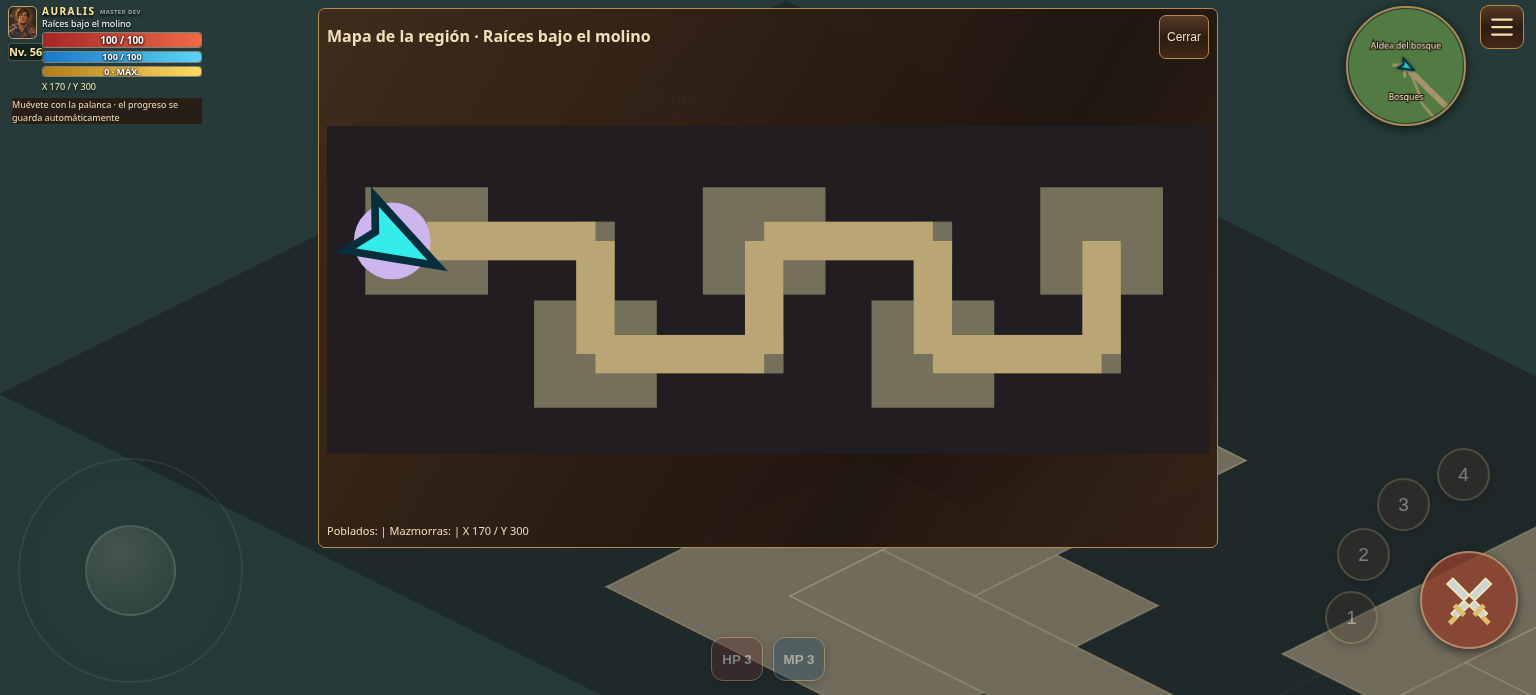 AURALIS MASTER DEV
Raíces bajo el molino
100 / 100
Nv. 56
100 / 100
0 · MAX.
X 170 / Y 300
Muévete con la palanca · el progreso se
guarda automáticamente
Mapa de la región · Raíces bajo el molino
Cerrar
Aldea del bosque
Bosques
Poblados: | Mazmorras: | X 170 / Y 300
4
3
2
1
HP 3
MP 3